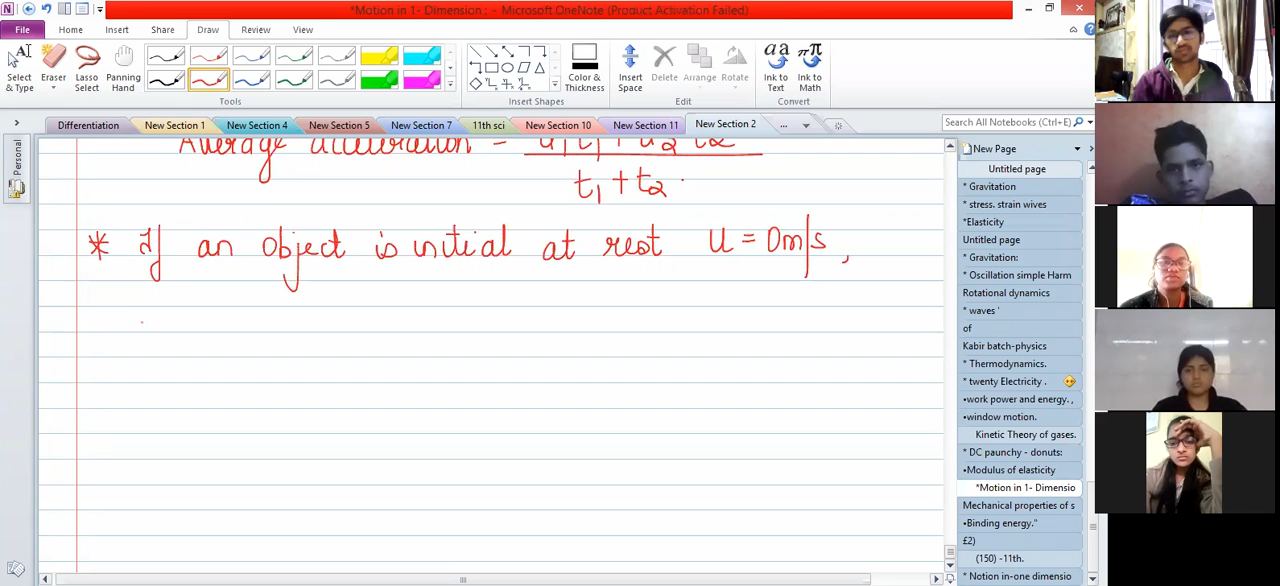 *Motion in 1- Dimension : - Microsoft OneNote (Product Activation Failed)
File Home Insert Share Draw Review View
Select & Type
Eraser
Lasso Select
Panning Hand
Color & Thickness
Insert Space
Delete
Arrange
Rotate
Ink to Text
Ink to Math
Tools
Insert Shapes
Edit
Convert
Differentiation New Section 1 New Section 4 New Section 5 New Section 7 11th sci New Section 10 New Section 11 New Section 2 ...
Search All Notebooks (Ctrl+E)
Personal
Average acceleration = a₁t₁ + a₂t₂
t₁ + t₂
* If an object is initial at rest u = 0m/s,
New Page
Untitled page
* Gravitation
* stress. strain wives
*Elasticity
Untitled page
* Gravitation:
* Oscillation simple Harm
Rotational dynamics
* waves '
of
Kabir batch-physics
* Thermodynamics.
* twenty Electricity .
•work power and energy. ,
•window motion.
Kinetic Theory of gases.
* DC paunchy - donuts:
•Modulus of elasticity
*Motion in 1- Dimensio
Mechanical properties of s
•Binding energy."
£2)
(150) -11th.
* Notion in-one dimensio